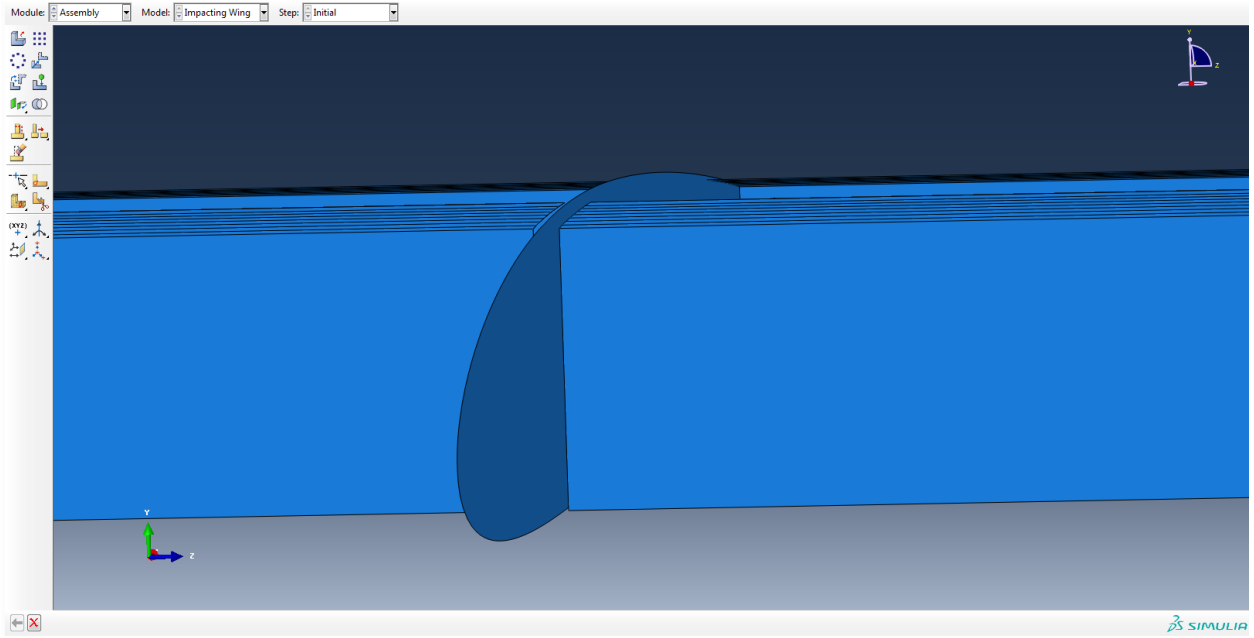 Module: Assembly Model: Impacting Wing Step: Initial
Y
Z
(XYZ)
Y
Z
SIMULIA